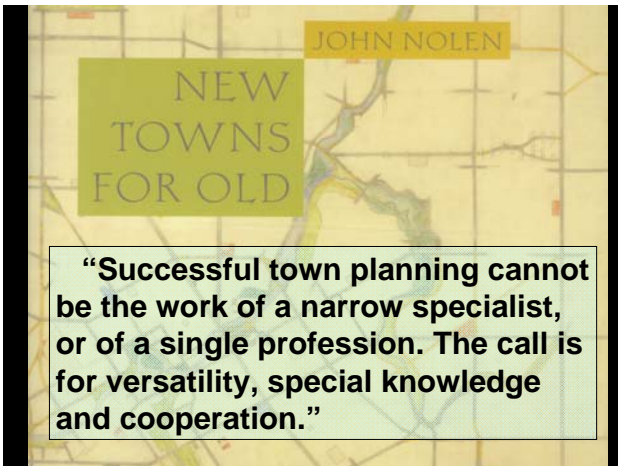 JOHN NOLEN
NEW
TOWNS
FOR OLD
“Successful town planning cannot
be the work of a narrow specialist,
or of a single profession. The call is
for versatility, special knowledge
and cooperation.”